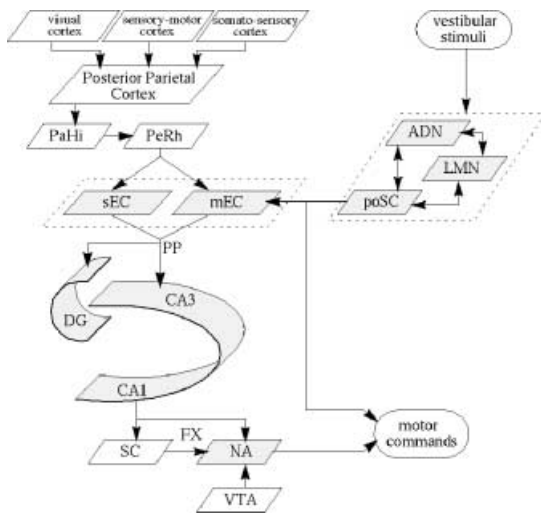 visual
cortex
sensory-motor
cortex
somato-sensory
cortex
vestibular
stimuli
Posterior Parietal
Cortex
PaHi
PeRh
ADN
LMN
poSC
sEC
mEC
PP
DG
CA3
CA1
FX
SC
NA
motor
commands
VTA